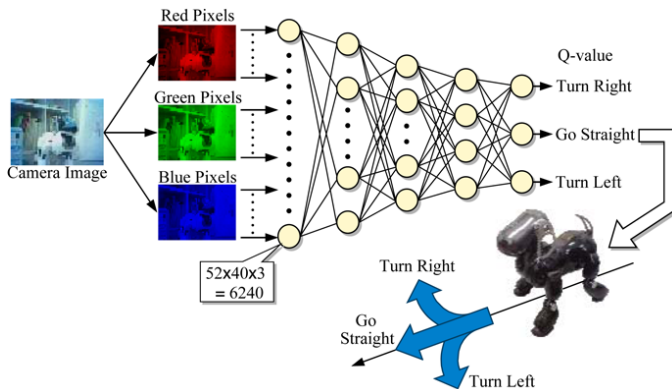 Red Pixels
Green Pixels
Camera Image
Blue Pixels
52x40x3
= 6240
Q-value
Turn Right
Go Straight
Turn Left
Turn Right
Go
Straight
Turn Left